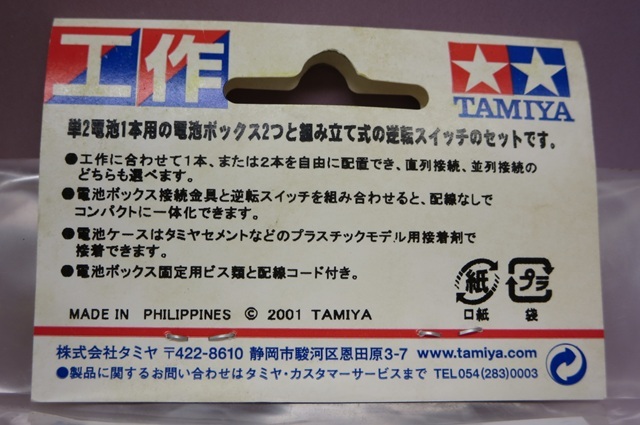 工作
TAMIYA
単2電池1本用の電池ボックス2つと組み立て式の逆転スイッチのセットです。
●工作に合わせて1本、または2本を自由に配置でき、直列接続、並列接続の
どちらも選べます。
●電池ボックス接続金具と逆転スイッチを組み合わせると、配線なしで
コンパクトに一体化できます。
●電池ケースはタミヤセメントなどのプラスチックモデル用接着剤で
接着できます。
●電池ボックス固定用ビス類と配線コード付き。
紙 プラ
口紙 袋
MADE IN PHILIPPINES © 2001 TAMIYA
株式会社タミヤ 〒422-8610 静岡市駿河区恩田原3-7 www.tamiya.com
●製品に関するお問い合わせはタミヤ・カスタマーサービスまで TEL054(283)0003